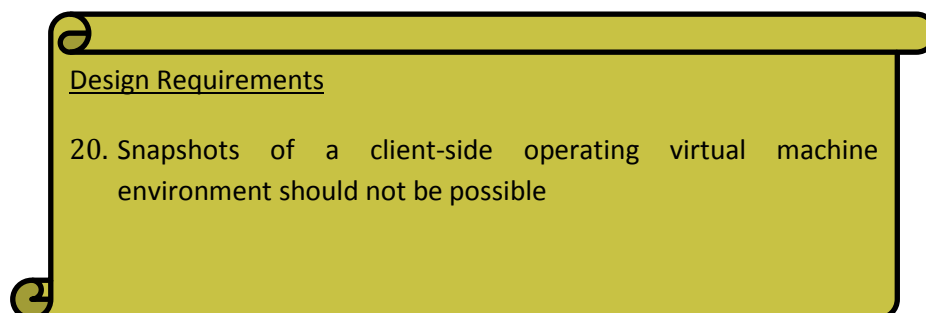 Design Requirements
20. Snapshots of a client-side operating virtual machine
environment should not be possible